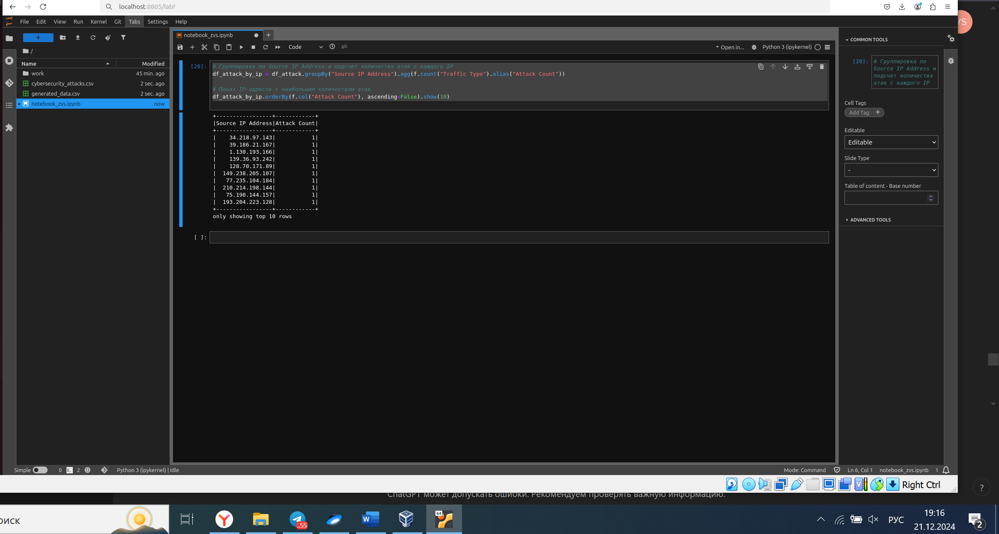 localhost:8805/lab?
VS
File Edit View Run Kernel Git Tabs Settings Help
notebook_zvs.ipynb
Code
git
Open in...
Python 3 (ipykernel)
/
Name Modified
work 45 min. ago
cybersecurity_attacks.csv 2 sec. ago
generated_data.csv 2 sec. ago
notebook_zvs.ipynb now
[20]:
# Группировка по Source IP Address и подсчет количества атак с каждого IP
df_attack_by_ip = df_attack.groupBy("Source IP Address").agg(f.count("Traffic Type").alias("Attack Count"))
# Показ IP-адресов с наибольшим количеством атак
df_attack_by_ip.orderBy(f.col("Attack Count"), ascending=False).show(10)
+-----------------+------------+
|Source IP Address|Attack Count|
+-----------------+------------+
|    34.218.97.143|           1|
|    39.186.21.167|           1|
|    1.130.193.166|           1|
|    139.36.93.242|           1|
|    128.70.171.89|           1|
|  149.238.205.107|           1|
|   77.235.104.184|           1|
|  210.214.198.144|           1|
|   75.190.144.157|           1|
|  193.204.223.128|           1|
+-----------------+------------+
only showing top 10 rows
[ ]:
COMMON TOOLS
[20]:
# Группировка по
Source IP Address и
подсчет количества
атак с каждого IP
Cell Tags
Add Tag +
Editable
Editable
Slide Type
-
Table of content - Base number
ADVANCED TOOLS
Simple 0 $_ 2 Python 3 (ipykernel) | Idle
Mode: Command Ln 6, Col 1 notebook_zvs.ipynb 1
Right Ctrl
?
ChatGPT может допускать ошибки. Рекомендуем проверять важную информацию.
оиск
..55
W
64
РУС
19:16
21.12.2024
2